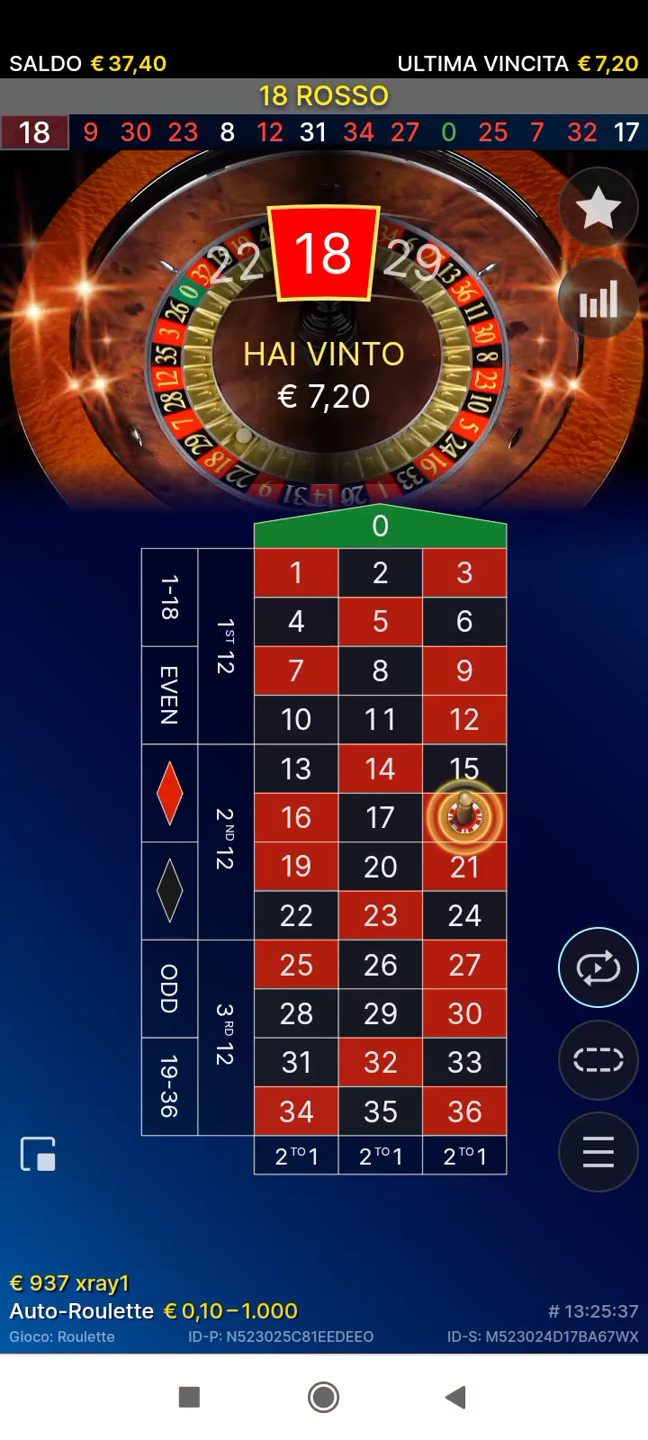 SALDO € 37,40 ULTIMA VINCITA € 7,20
18 ROSSO
18 9 30 23 8 12 31 34 27 0 25 7 32 17
22 18 29
HAI VINTO
€ 7,20
0
1-18 1ST 12 1 2 3
4 5 6
EVEN 7 8 9
10 11 12
2ND 12 13 14 15
16 17
19 20 21
22 23 24
ODD 3RD 12 25 26 27
28 29 30
19-36 31 32 33
34 35 36
2TO1 2TO1 2TO1
€ 937 xray1
Auto-Roulette € 0,10 – 1.000 # 13:25:37
Gioco: Roulette ID-P: N523025C81EEDEEO ID-S: M523024D17BA67WX